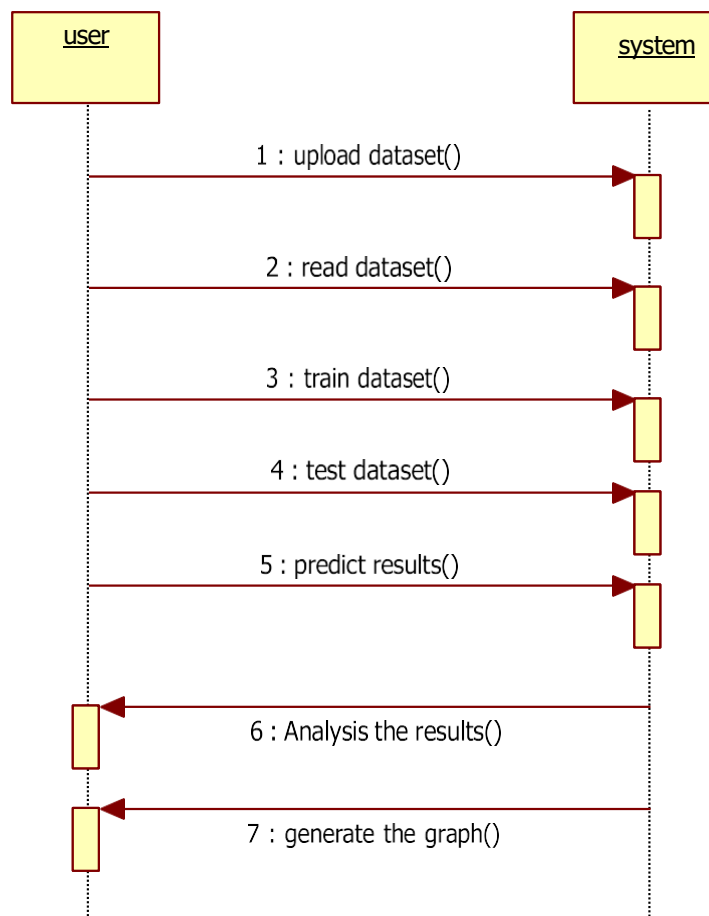 user
system
1 : upload dataset()
2 : read dataset()
3 : train dataset()
4 : test dataset()
5 : predict results()
6 : Analysis the results()
7 : generate the graph()